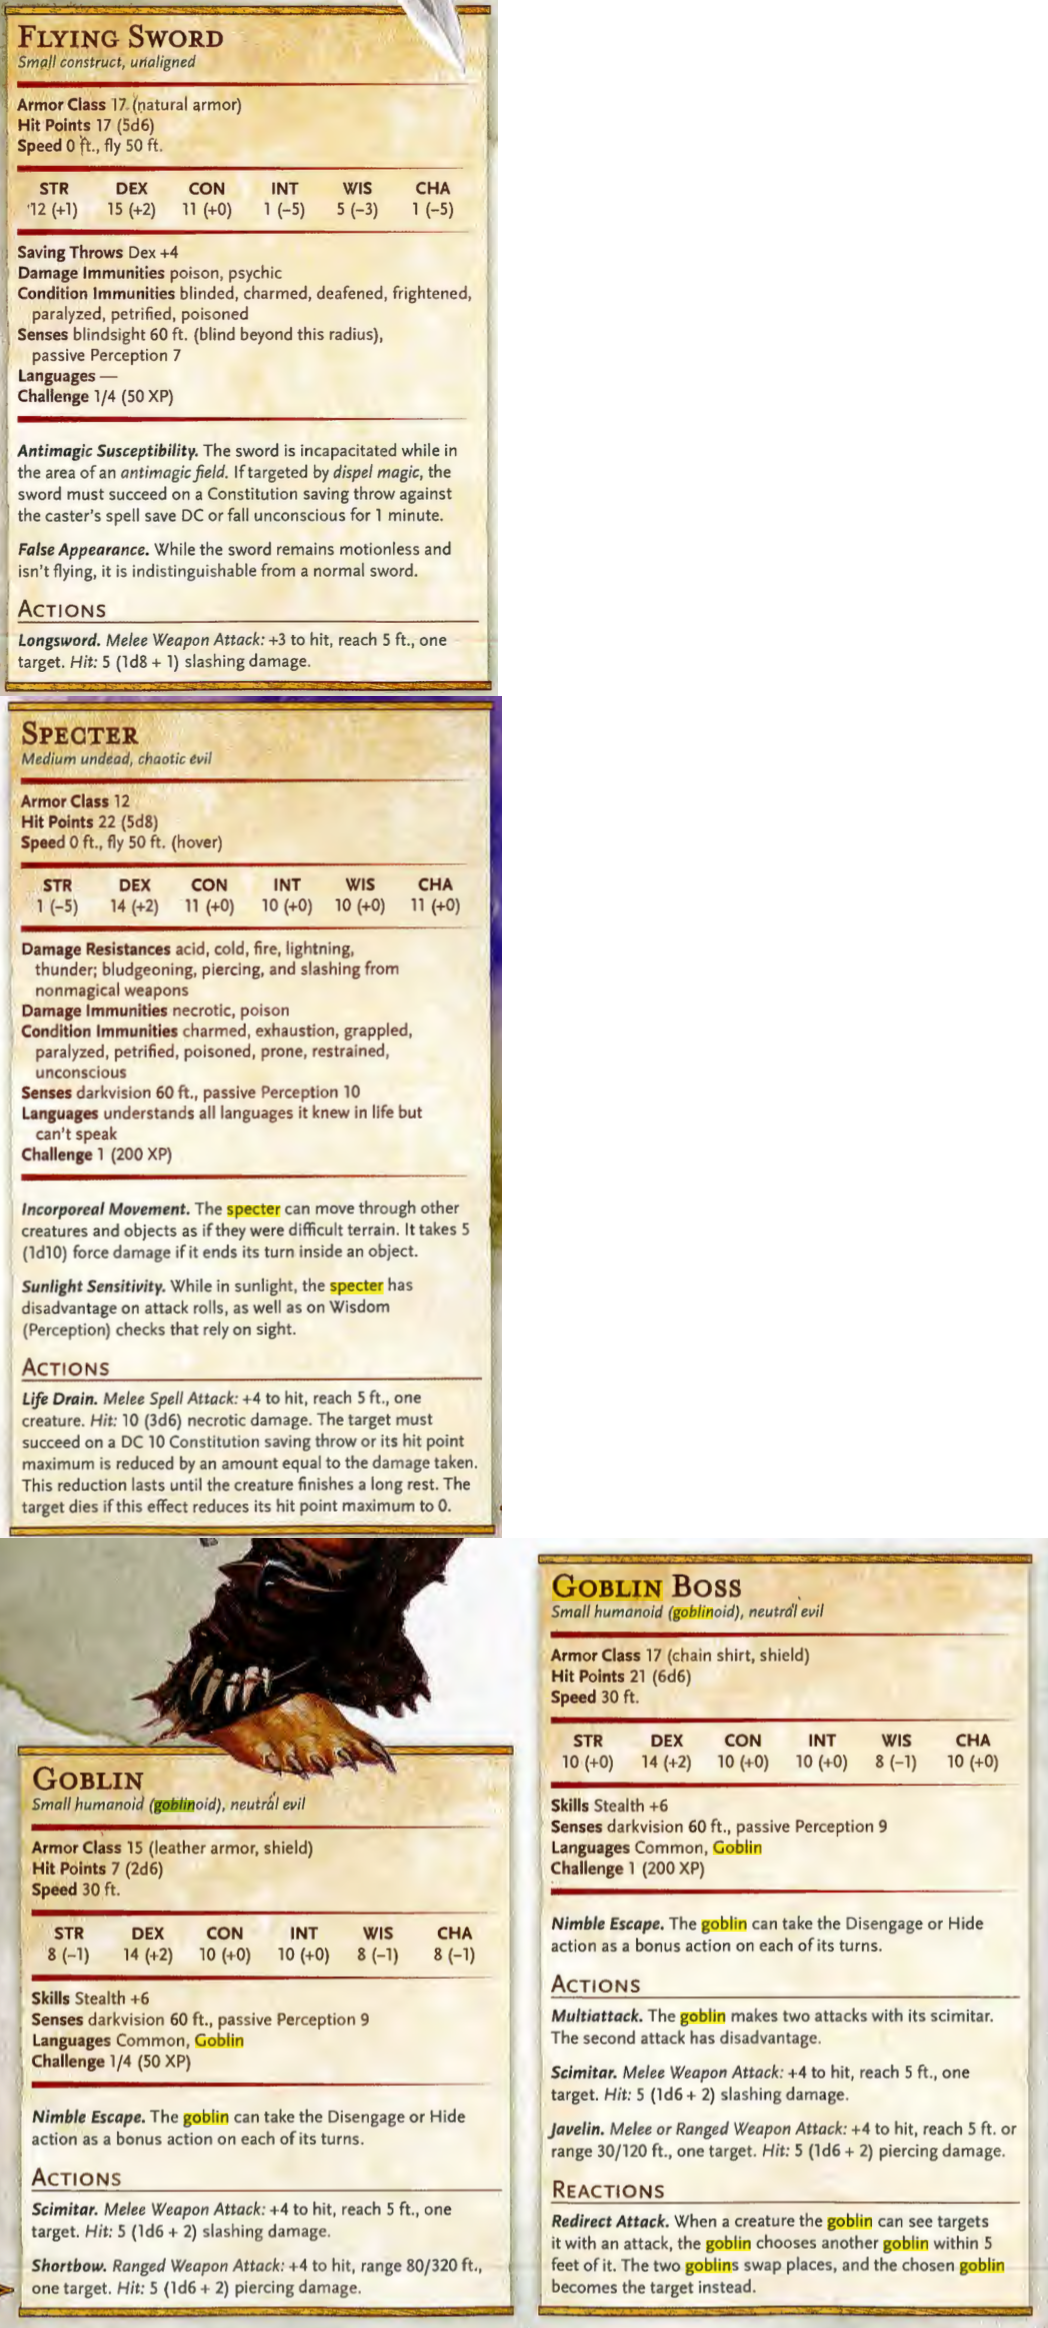 FLYING SWORD
Small construct, unaligned
Armor Class 17 (natural armor)
Hit Points 17 (5d6)
Speed 0 ft., fly 50 ft.
STR DEX CON INT WIS CHA
12 (+1) 15 (+2) 11 (+0) 1 (−5) 5 (−3) 1 (−5)
Saving Throws Dex +4
Damage Immunities poison, psychic
Condition Immunities blinded, charmed, deafened, frightened,
paralyzed, petrified, poisoned
Senses blindsight 60 ft. (blind beyond this radius),
passive Perception 7
Languages —
Challenge 1/4 (50 XP)
Antimagic Susceptibility. The sword is incapacitated while in
the area of an antimagic field. If targeted by dispel magic, the
sword must succeed on a Constitution saving throw against
the caster's spell save DC or fall unconscious for 1 minute.
False Appearance. While the sword remains motionless and
isn't flying, it is indistinguishable from a normal sword.
ACTIONS
Longsword. Melee Weapon Attack: +3 to hit, reach 5 ft., one
target. Hit: 5 (1d8 + 1) slashing damage.
SPECTER
Medium undead, chaotic evil
Armor Class 12
Hit Points 22 (5d8)
Speed 0 ft., fly 50 ft. (hover)
STR DEX CON INT WIS CHA
1 (−5) 14 (+2) 11 (+0) 10 (+0) 10 (+0) 11 (+0)
Damage Resistances acid, cold, fire, lightning,
thunder; bludgeoning, piercing, and slashing from
nonmagical weapons
Damage Immunities necrotic, poison
Condition Immunities charmed, exhaustion, grappled,
paralyzed, petrified, poisoned, prone, restrained,
unconscious
Senses darkvision 60 ft., passive Perception 10
Languages understands all languages it knew in life but
can't speak
Challenge 1 (200 XP)
Incorporeal Movement. The specter can move through other
creatures and objects as if they were difficult terrain. It takes 5
(1d10) force damage if it ends its turn inside an object.
Sunlight Sensitivity. While in sunlight, the specter has
disadvantage on attack rolls, as well as on Wisdom
(Perception) checks that rely on sight.
ACTIONS
Life Drain. Melee Spell Attack: +4 to hit, reach 5 ft., one
creature. Hit: 10 (3d6) necrotic damage. The target must
succeed on a DC 10 Constitution saving throw or its hit point
maximum is reduced by an amount equal to the damage taken.
This reduction lasts until the creature finishes a long rest. The
target dies if this effect reduces its hit point maximum to 0.
GOBLIN
Small humanoid (goblinoid), neutral evil
Armor Class 15 (leather armor, shield)
Hit Points 7 (2d6)
Speed 30 ft.
STR DEX CON INT WIS CHA
8 (−1) 14 (+2) 10 (+0) 10 (+0) 8 (−1) 8 (−1)
Skills Stealth +6
Senses darkvision 60 ft., passive Perception 9
Languages Common, Goblin
Challenge 1/4 (50 XP)
Nimble Escape. The goblin can take the Disengage or Hide
action as a bonus action on each of its turns.
ACTIONS
Scimitar. Melee Weapon Attack: +4 to hit, reach 5 ft., one
target. Hit: 5 (1d6 + 2) slashing damage.
Shortbow. Ranged Weapon Attack: +4 to hit, range 80/320 ft.,
one target. Hit: 5 (1d6 + 2) piercing damage.
GOBLIN BOSS
Small humanoid (goblinoid), neutral evil
Armor Class 17 (chain shirt, shield)
Hit Points 21 (6d6)
Speed 30 ft.
STR DEX CON INT WIS CHA
10 (+0) 14 (+2) 10 (+0) 10 (+0) 8 (−1) 10 (+0)
Skills Stealth +6
Senses darkvision 60 ft., passive Perception 9
Languages Common, Goblin
Challenge 1 (200 XP)
Nimble Escape. The goblin can take the Disengage or Hide
action as a bonus action on each of its turns.
ACTIONS
Multiattack. The goblin makes two attacks with its scimitar.
The second attack has disadvantage.
Scimitar. Melee Weapon Attack: +4 to hit, reach 5 ft., one
target. Hit: 5 (1d6 + 2) slashing damage.
Javelin. Melee or Ranged Weapon Attack: +4 to hit, reach 5 ft. or
range 30/120 ft., one target. Hit: 5 (1d6 + 2) piercing damage.
REACTIONS
Redirect Attack. When a creature the goblin can see targets
it with an attack, the goblin chooses another goblin within 5
feet of it. The two goblins swap places, and the chosen goblin
becomes the target instead.